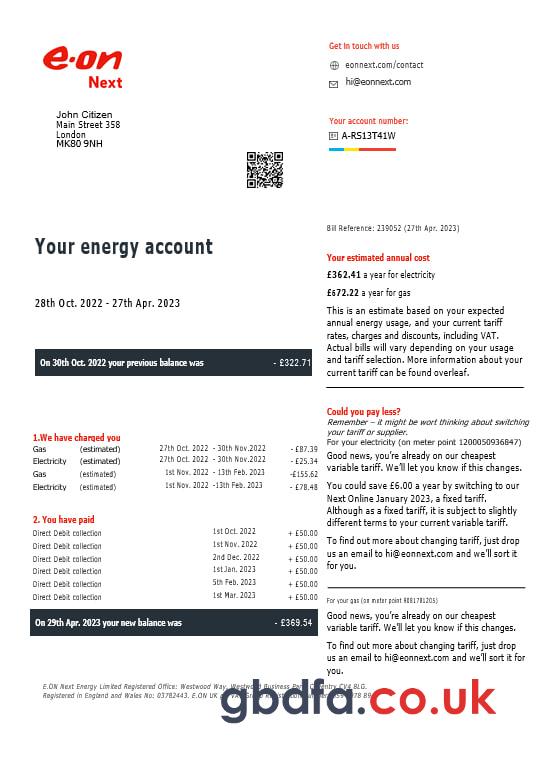 e·on
Next
Get in touch with us
eonnext.com/contact
hi@eonnext.com
John Citizen
Main Street 358
London
MK80 9NH
Your account number:
A-RS13T41W
Bill Reference: 239052 (27th Apr. 2023)
Your energy account
28th Oct. 2022 - 27th Apr. 2023
Your estimated annual cost
£362.41 a year for electricity
£672.22 a year for gas
This is an estimate based on your expected
annual energy usage, and your current tariff
rates, charges and discounts, including VAT.
Actual bills will vary depending on your usage
and tariff selection. More information about your
current tariff can be found overleaf.
On 30th Oct. 2022 your previous balance was - £322.71
1.We have charged you
Gas (estimated) 27th Oct. 2022 - 30th Nov.2022 - £87.39
Electricity (estimated) 27th Oct. 2022 - 30th Nov. 2022 - £25.34
Gas (estimated) 1st Nov. 2022 -13th Feb. 2023 -£155.62
Electricity (estimated) 1st Nov. 2022 -13th Feb. 2023 - £78.48
2. You have paid
Direct Debit collection 1st Oct. 2022 + £50.00
Direct Debit collection 1st Nov. 2022 + £50.00
Direct Debit collection 2nd Dec. 2022 + £50.00
Direct Debit collection 1st Jan. 2023 + £50.00
Direct Debit collection 5th Feb. 2023 + £50.00
Direct Debit collection 1st Mar. 2023 + £50.00
On 29th Apr. 2023 your new balance was - £369.54
Could you pay less?
Remember – it might be wort thinking about switching
your tariff or supplier.
For your electricity (on meter point 1200050936847)
Good news, you’re already on our cheapest
variable tariff. We’ll let you know if this changes.
You could save £6.00 a year by switching to our
Next Online January 2023, a fixed tariff.
Although as a fixed tariff, it is subject to slightly
different terms to your current variable tariff.
To find out more about changing tariff, just drop
us an email to hi@eonnext.com and we’ll sort it
for you.
For your gas (on meter point 8081781205)
Good news, you’re already on our cheapest
variable tariff. We’ll let you know if this changes.
To find out more about changing tariff, just drop
us an email to hi@eonnext.com and we’ll sort it for
you.
E.ON Next Energy Limited Registered Office: Westwood Way, Westwood Business Park, Coventry CV4 8LG.
Registered in England and Wales No: 03782443. E.ON UK
gbdfa.co.uk